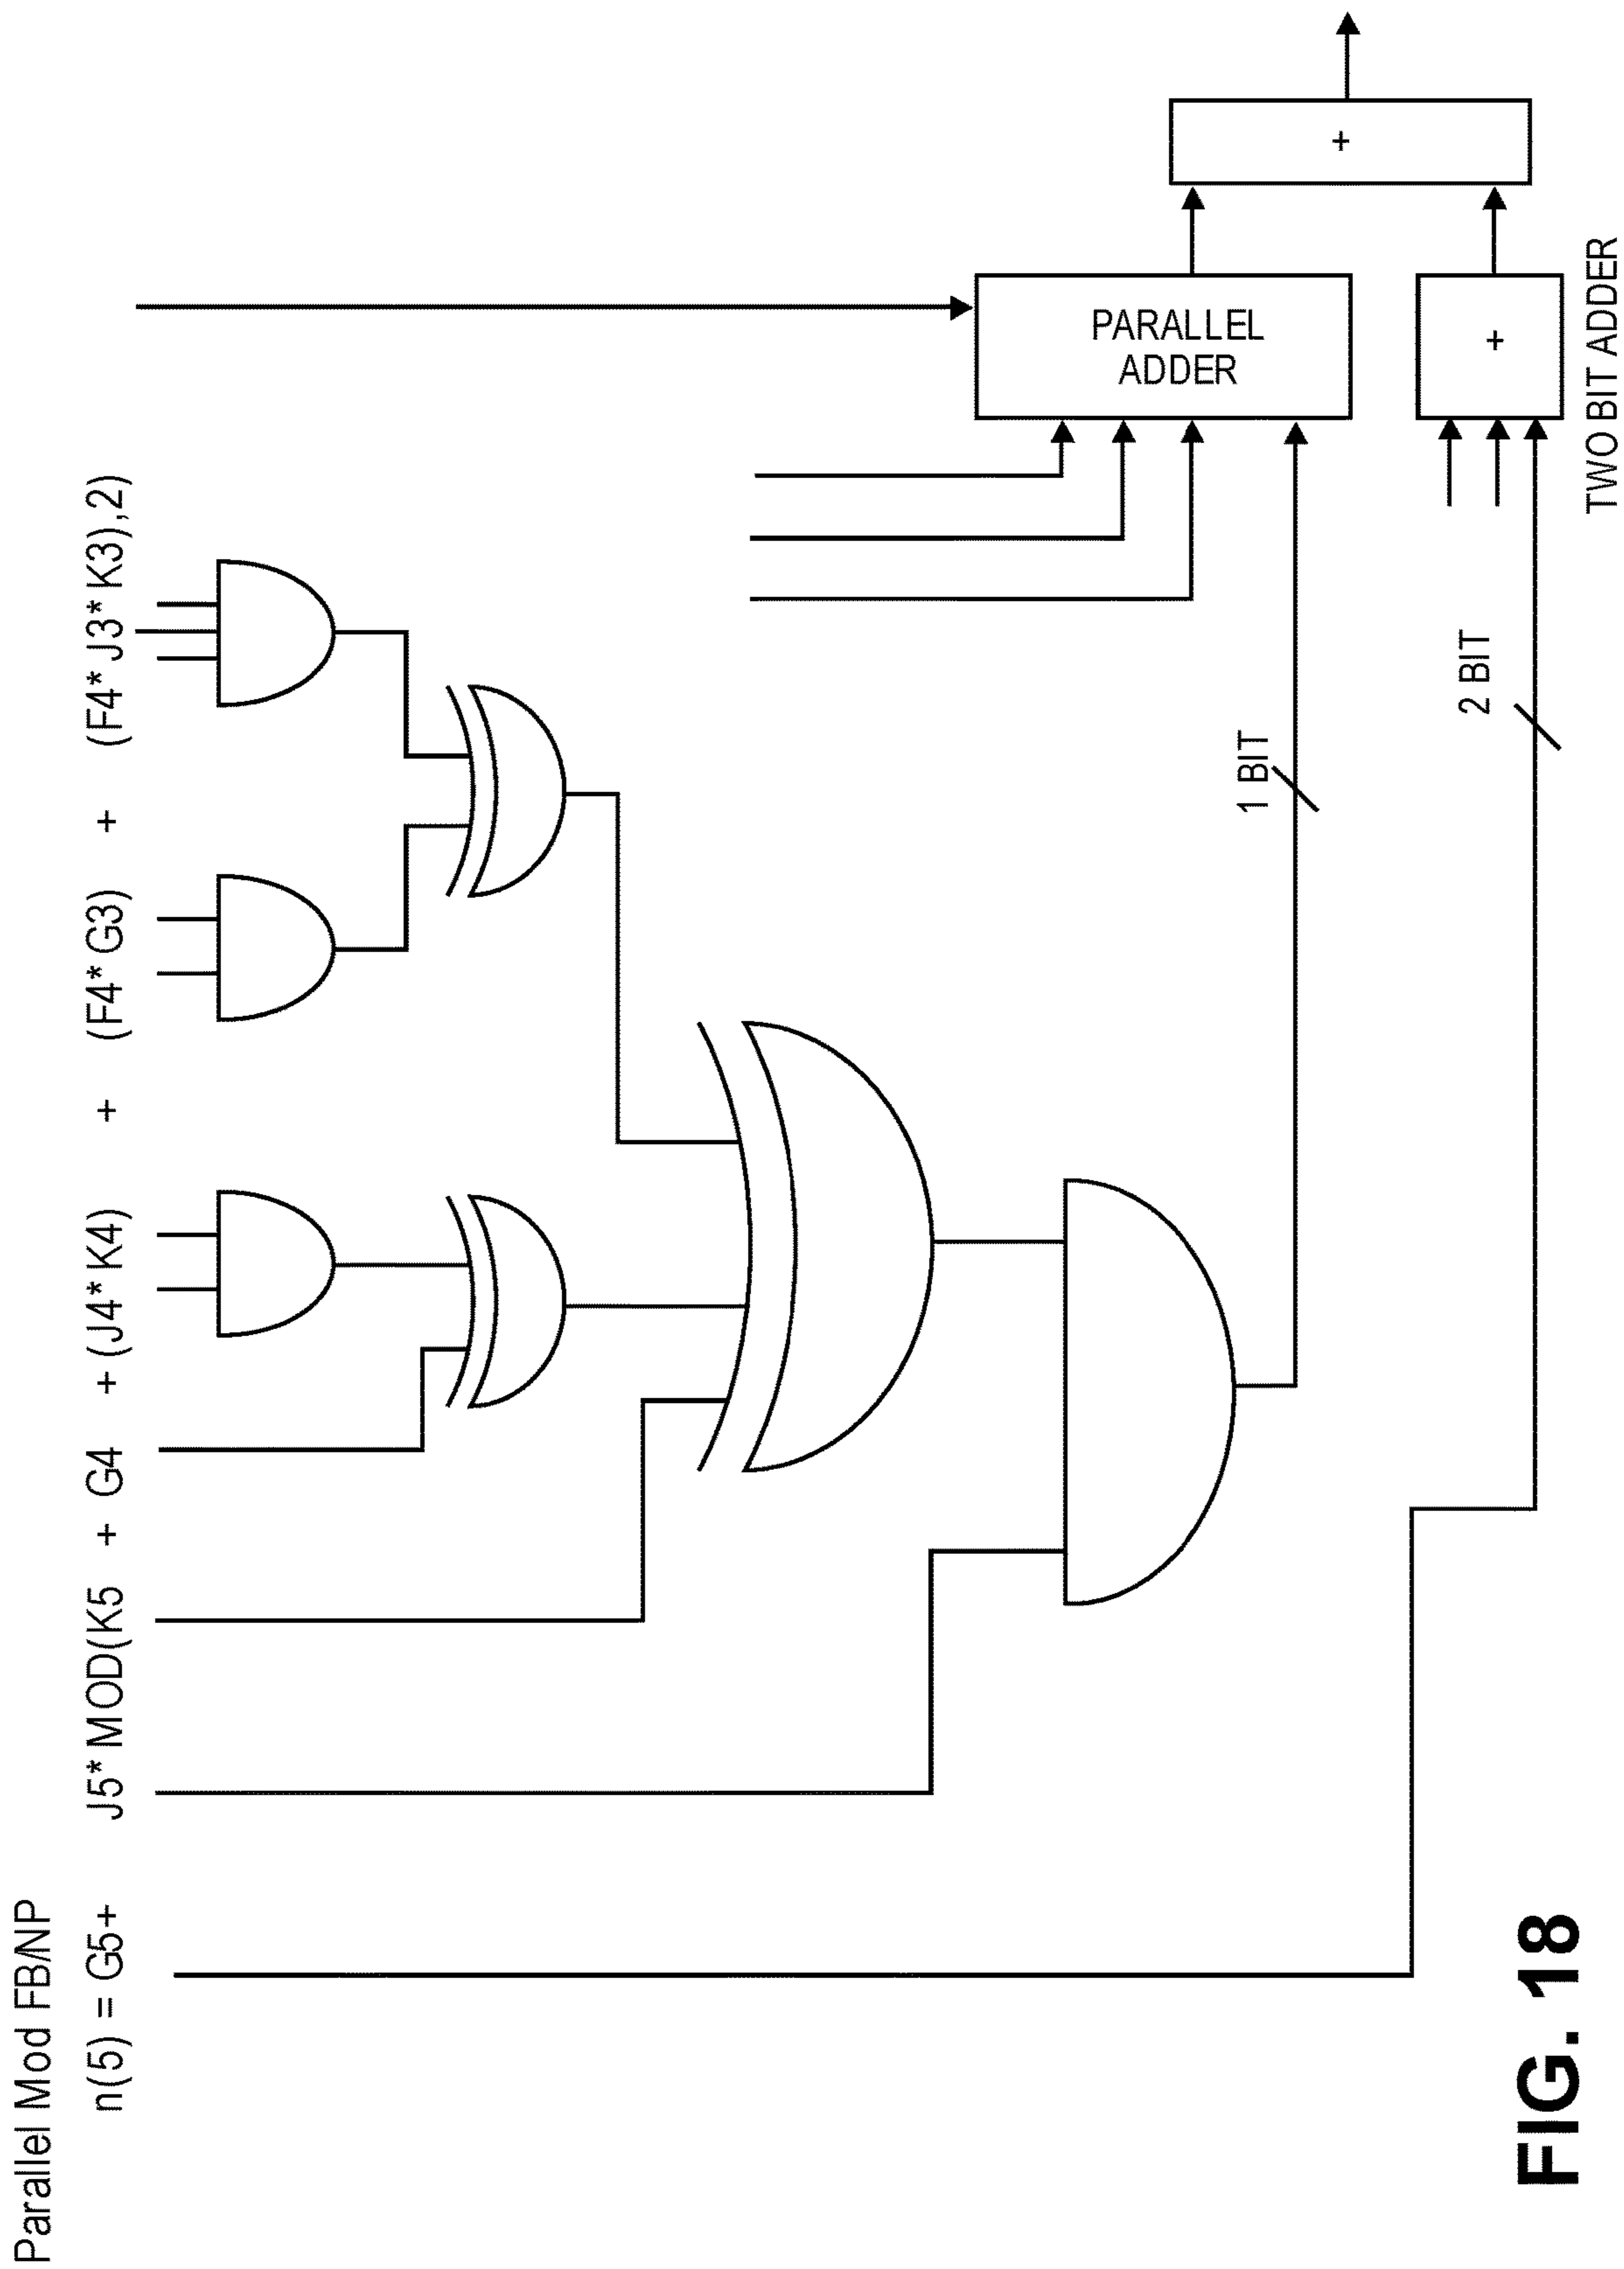 Parallel Mod FB/NP
n(5) = G5+ J5*MOD(K5 + G4 +(J4*K4) + (F4*G3) + (F4*J3*K3),2)
1 BIT
2 BIT
PARALLEL
ADDER
+
+
TWO BIT ADDER
FIG. 18